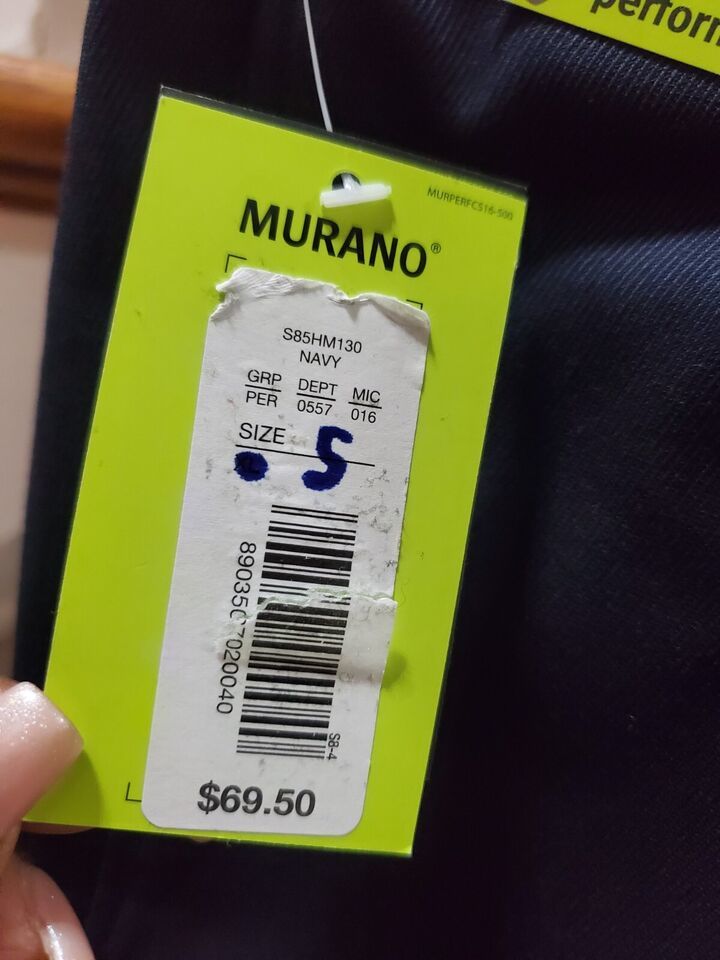 perform
MURPERFCS16-500
MURANO®
S85HM130
NAVY
GRP DEPT MIC
PER 0557 016
SIZE S
XL
S8-4
$69.50